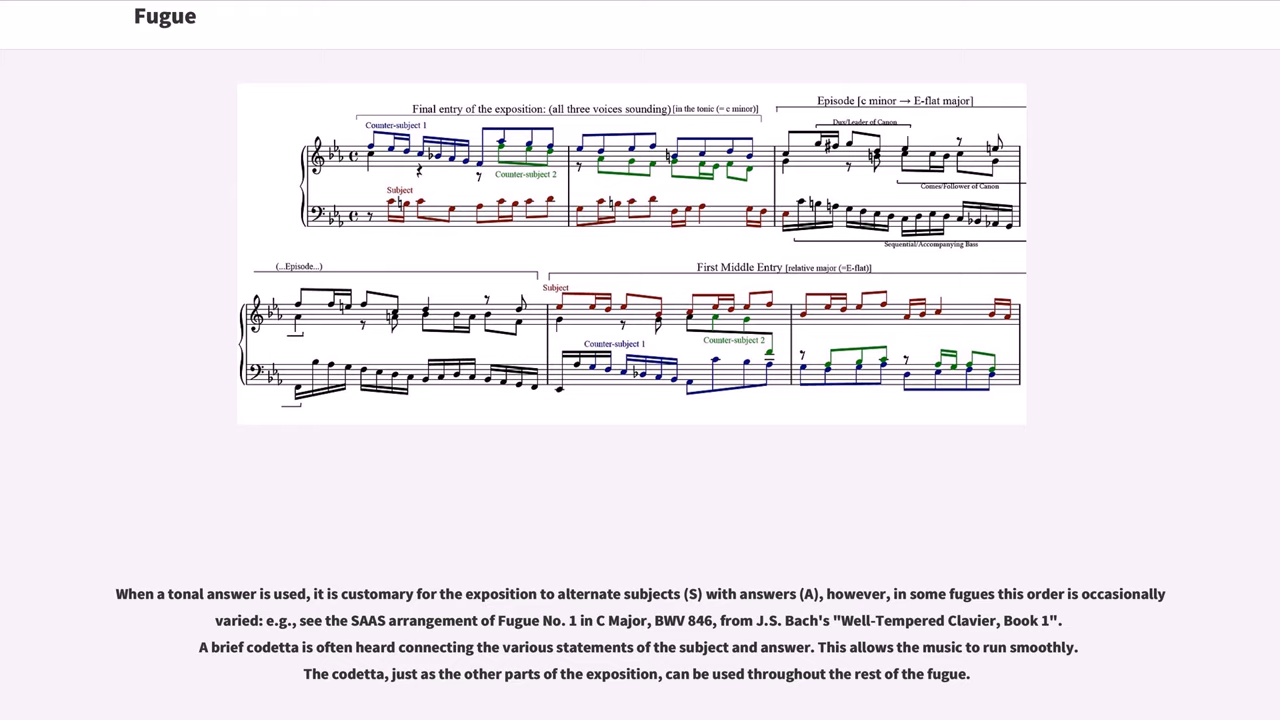 Fugue
Final entry of the exposition: (all three voices sounding) [in the tonic (= c minor)]
Episode [c minor → E-flat major]
Counter-subject 1
Dux/Leader of Canon
Counter-subject 2
Subject
Comes/Follower of Canon
Sequential/Accompanying Bass
(...Episode...)
First Middle Entry [relative major (=E-flat)]
Subject
Counter-subject 1
Counter-subject 2
When a tonal answer is used, it is customary for the exposition to alternate subjects (S) with answers (A), however, in some fugues this order is occasionally
varied: e.g., see the SAAS arrangement of Fugue No. 1 in C Major, BWV 846, from J.S. Bach's "Well-Tempered Clavier, Book 1".
A brief codetta is often heard connecting the various statements of the subject and answer. This allows the music to run smoothly.
The codetta, just as the other parts of the exposition, can be used throughout the rest of the fugue.